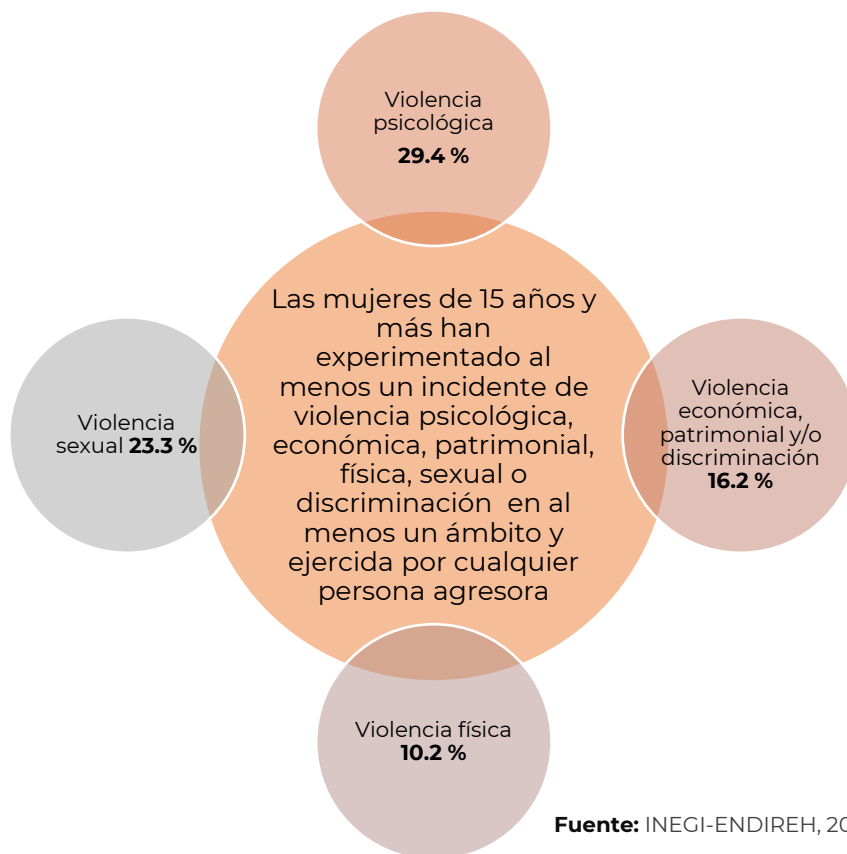 Violencia
psicológica
29.4 %
Las mujeres de 15 años y
más han
experimentado al
menos un incidente de
violencia psicológica,
económica, patrimonial,
física, sexual o
discriminación en al
menos un ámbito y
ejercida por cualquier
persona agresora
Violencia
sexual 23.3 %
Violencia
económica,
patrimonial y/o
discriminación
16.2 %
Violencia física
10.2 %
Fuente: INEGI-ENDIREH,